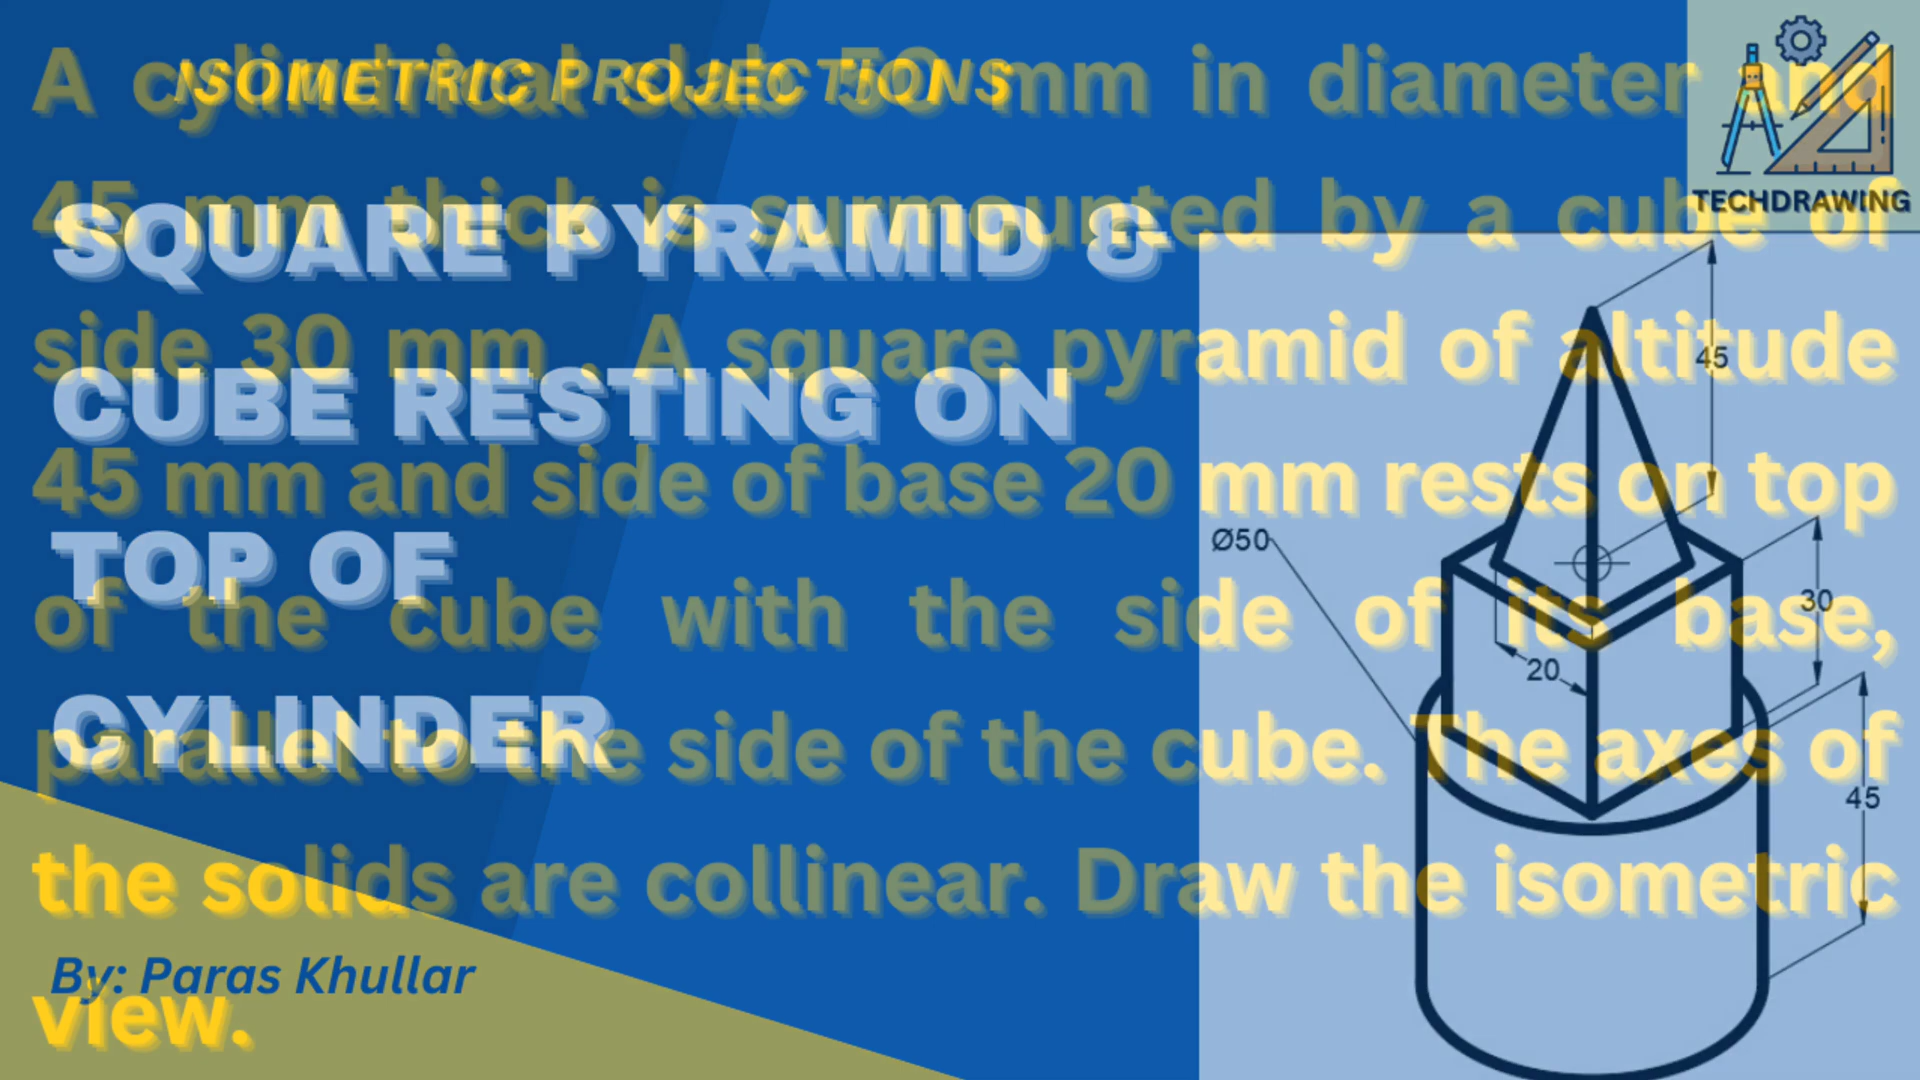 ISOMETRIC PROJECTIONS
SQUARE PYRAMID &
CUBE RESTING ON
TOP OF
CYLINDER
By: Paras Khullar
A cylindrical slab 50 mm in diameter and
45 mm thick is surmounted by a cube of
side 30 mm. A square pyramid of altitude
45 mm and side of base 20 mm rests on top
of the cube with the side of its base,
parallel to the side of the cube. The axes of
the solids are collinear. Draw the isometric
view.
TECHDRAWING
45
Ø50
30
20
45